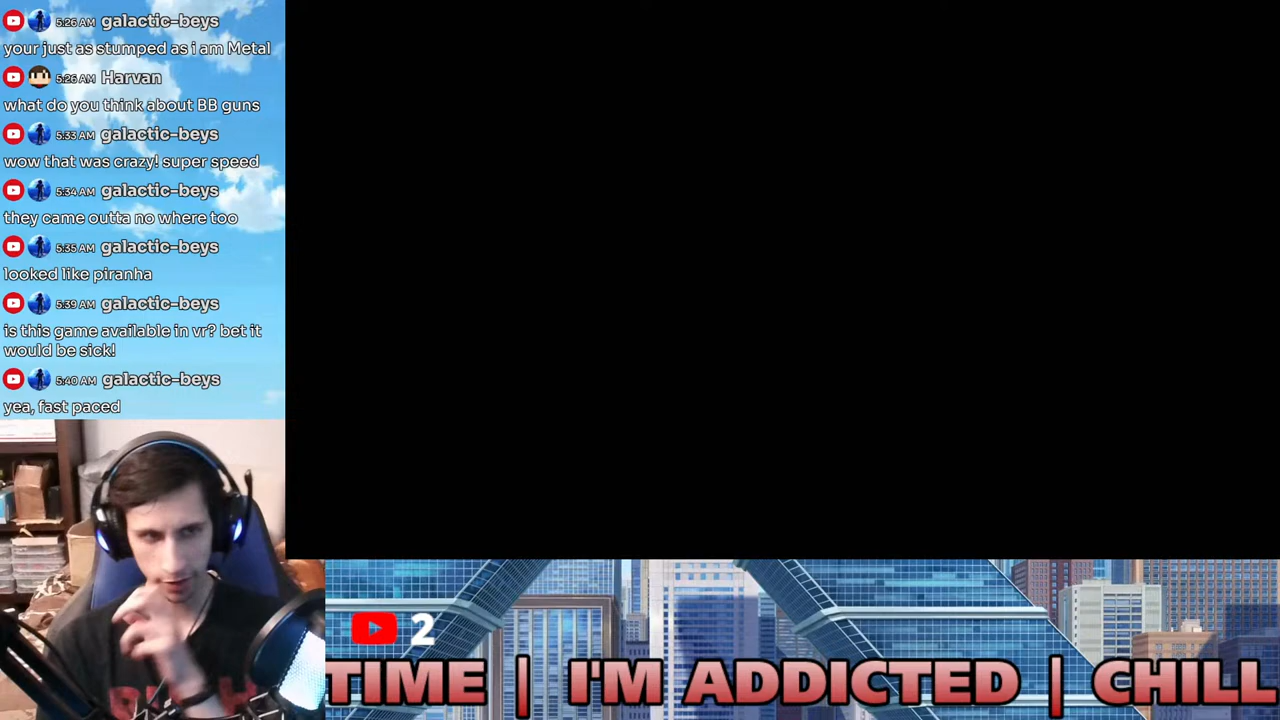 5:26 AM galactic-beys
your just as stumped as i am Metal
5:26 AM Harvan
what do you think about BB guns
5:33 AM galactic-beys
wow that was crazy! super speed
5:34 AM galactic-beys
they came outta no where too
5:35 AM galactic-beys
looked like piranha
5:39 AM galactic-beys
is this game available in vr? bet it
would be sick!
5:40 AM galactic-beys
yea, fast paced
2
TIME | I'M ADDICTED | CHILL